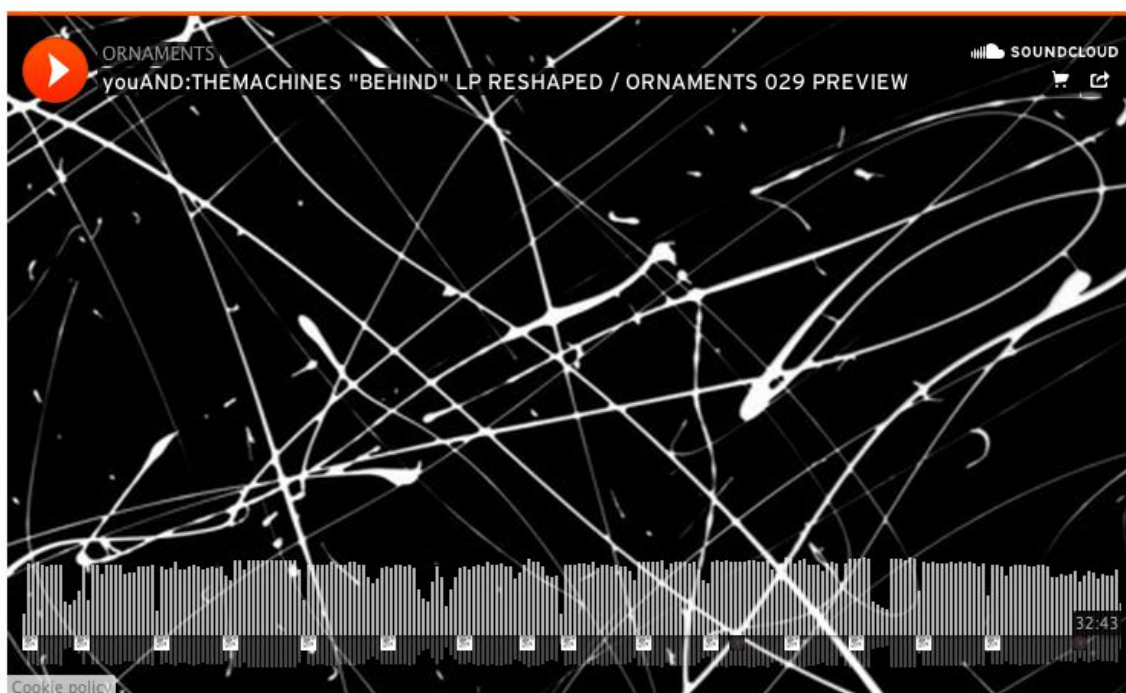 ORNAMENTS
SOUNDCLOUD
youAND:THEMACHINES "BEHIND" LP RESHAPED / ORNAMENTS 029 PREVIEW
32:43
Cookie policy